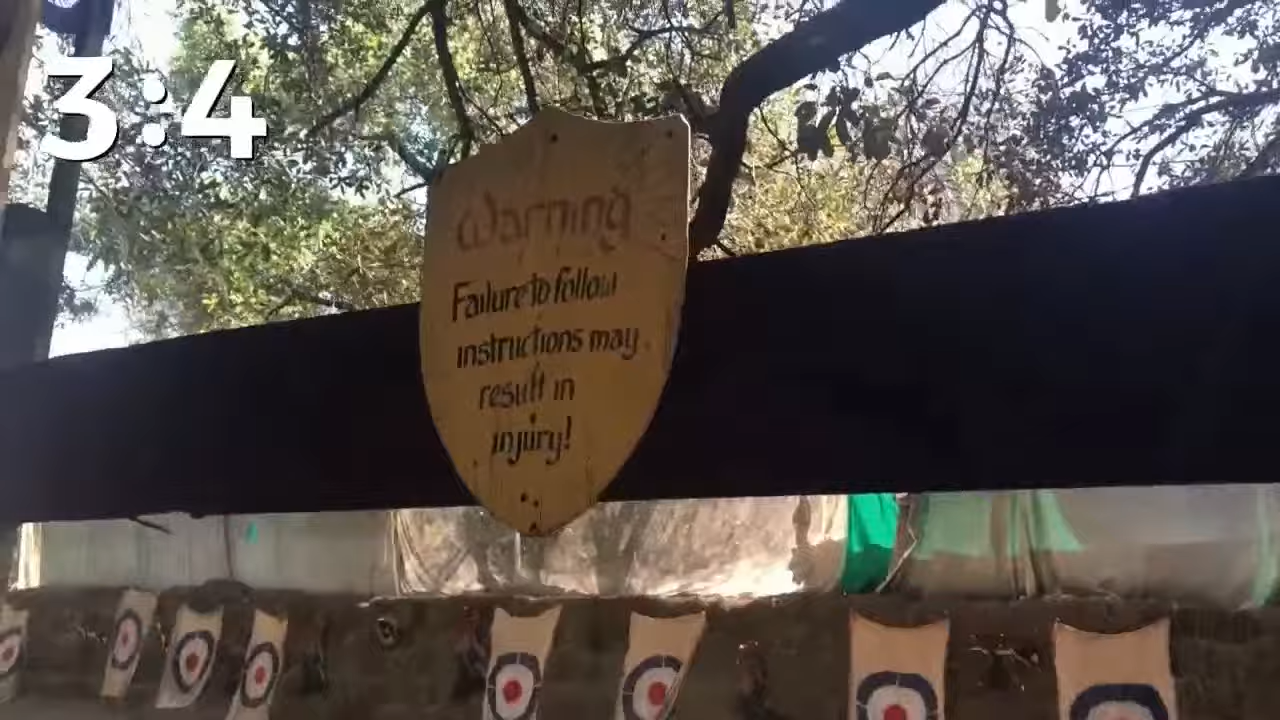 3:4
Warning
Failure to follow
instructions may
result in
injury!